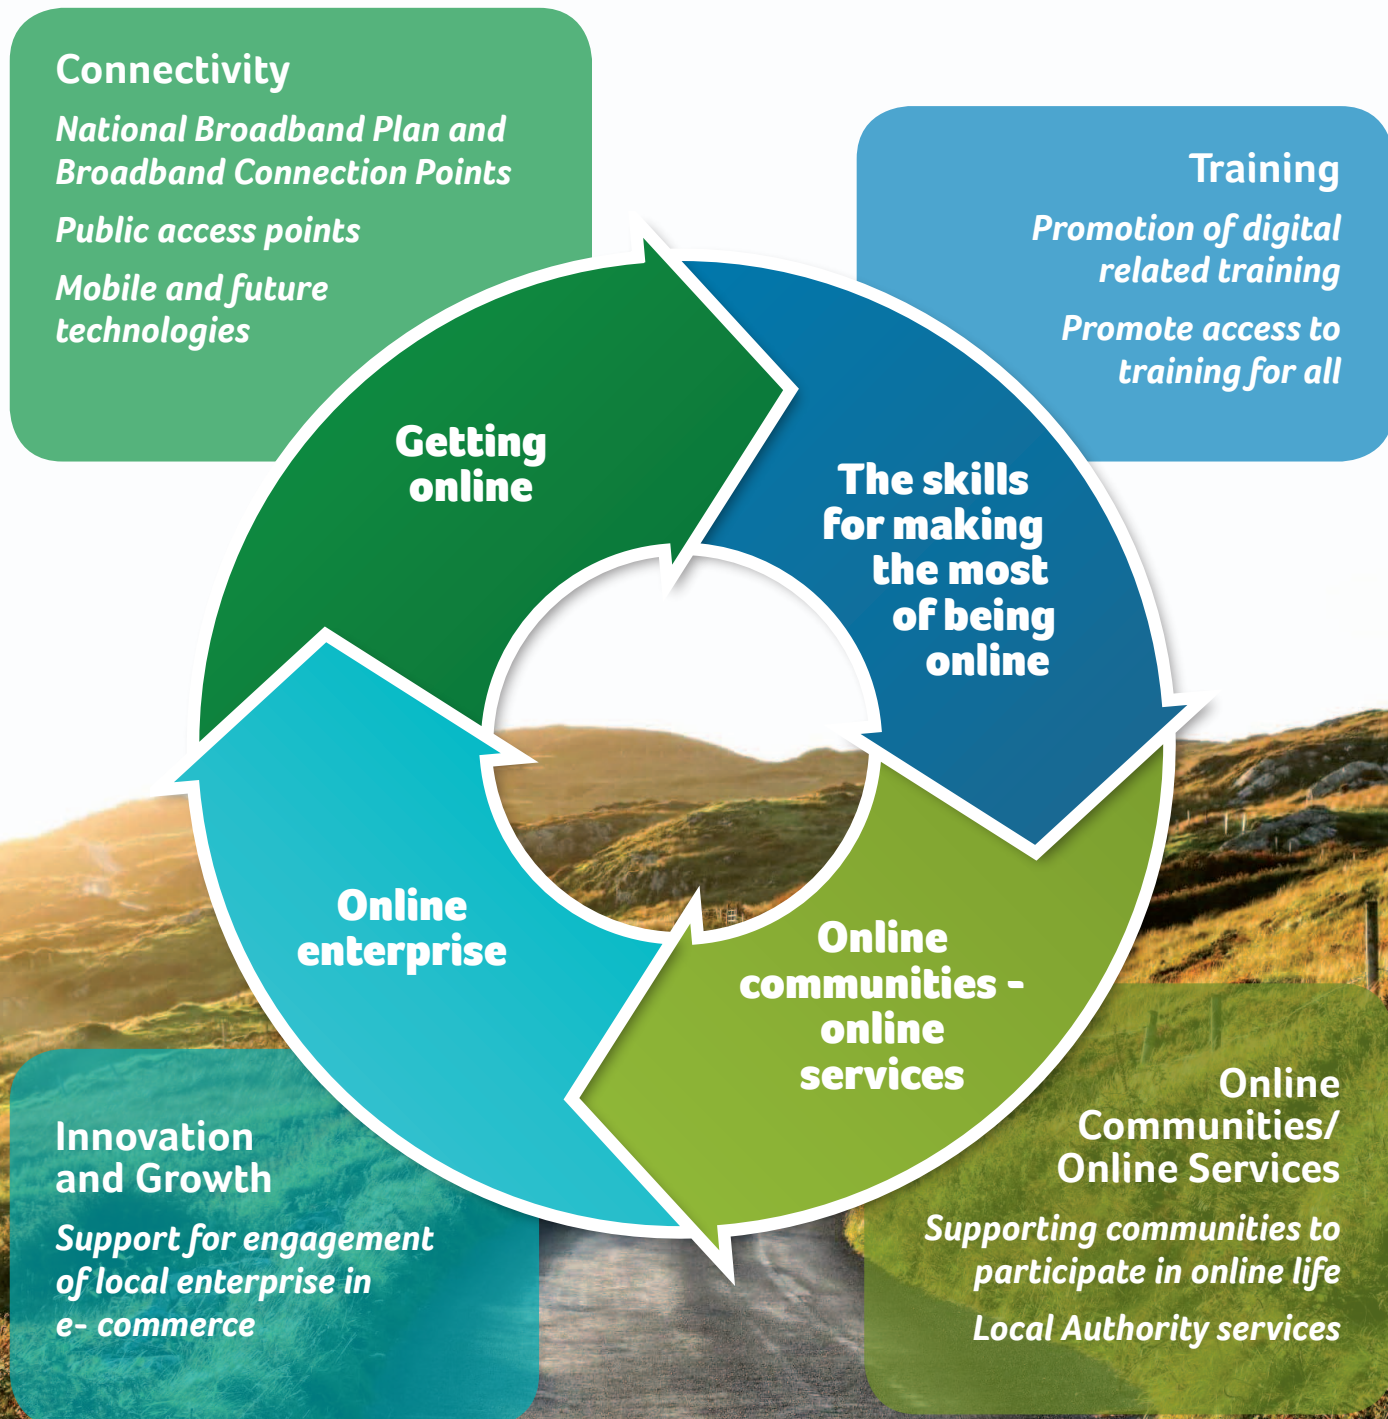 Connectivity
National Broadband Plan and
Broadband Connection Points
Public access points
Mobile and future
technologies
Training
Promotion of digital
related training
Promote access to
training for all
Getting
online
The skills
for making
the most
of being
online
Online
enterprise
Online
communities -
online
services
Innovation
and Growth
Support for engagement
of local enterprise in
e- commerce
Online
Communities/
Online Services
Supporting communities to
participate in online life
Local Authority services